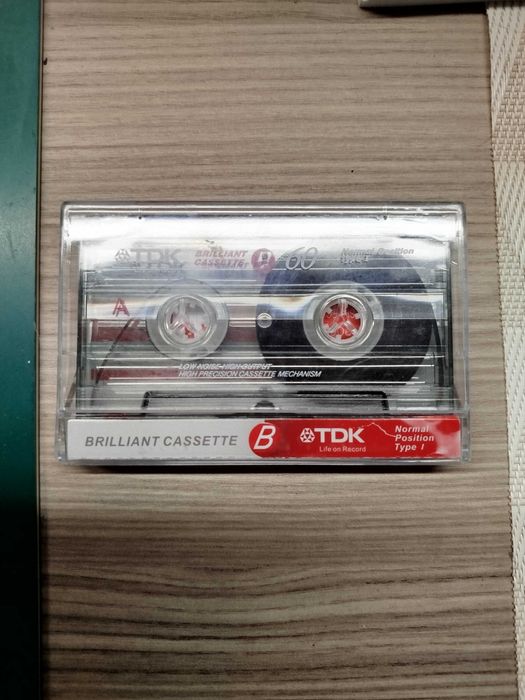 TDK
BRILLIANT
CASSETTE
B
60
Normal Position
A
LOW NOISE HIGH OUTPUT
HIGH PRECISION CASSETTE MECHANISM
BRILLIANT CASSETTE
B
TDK
Life on Record
Normal
Position
Type I